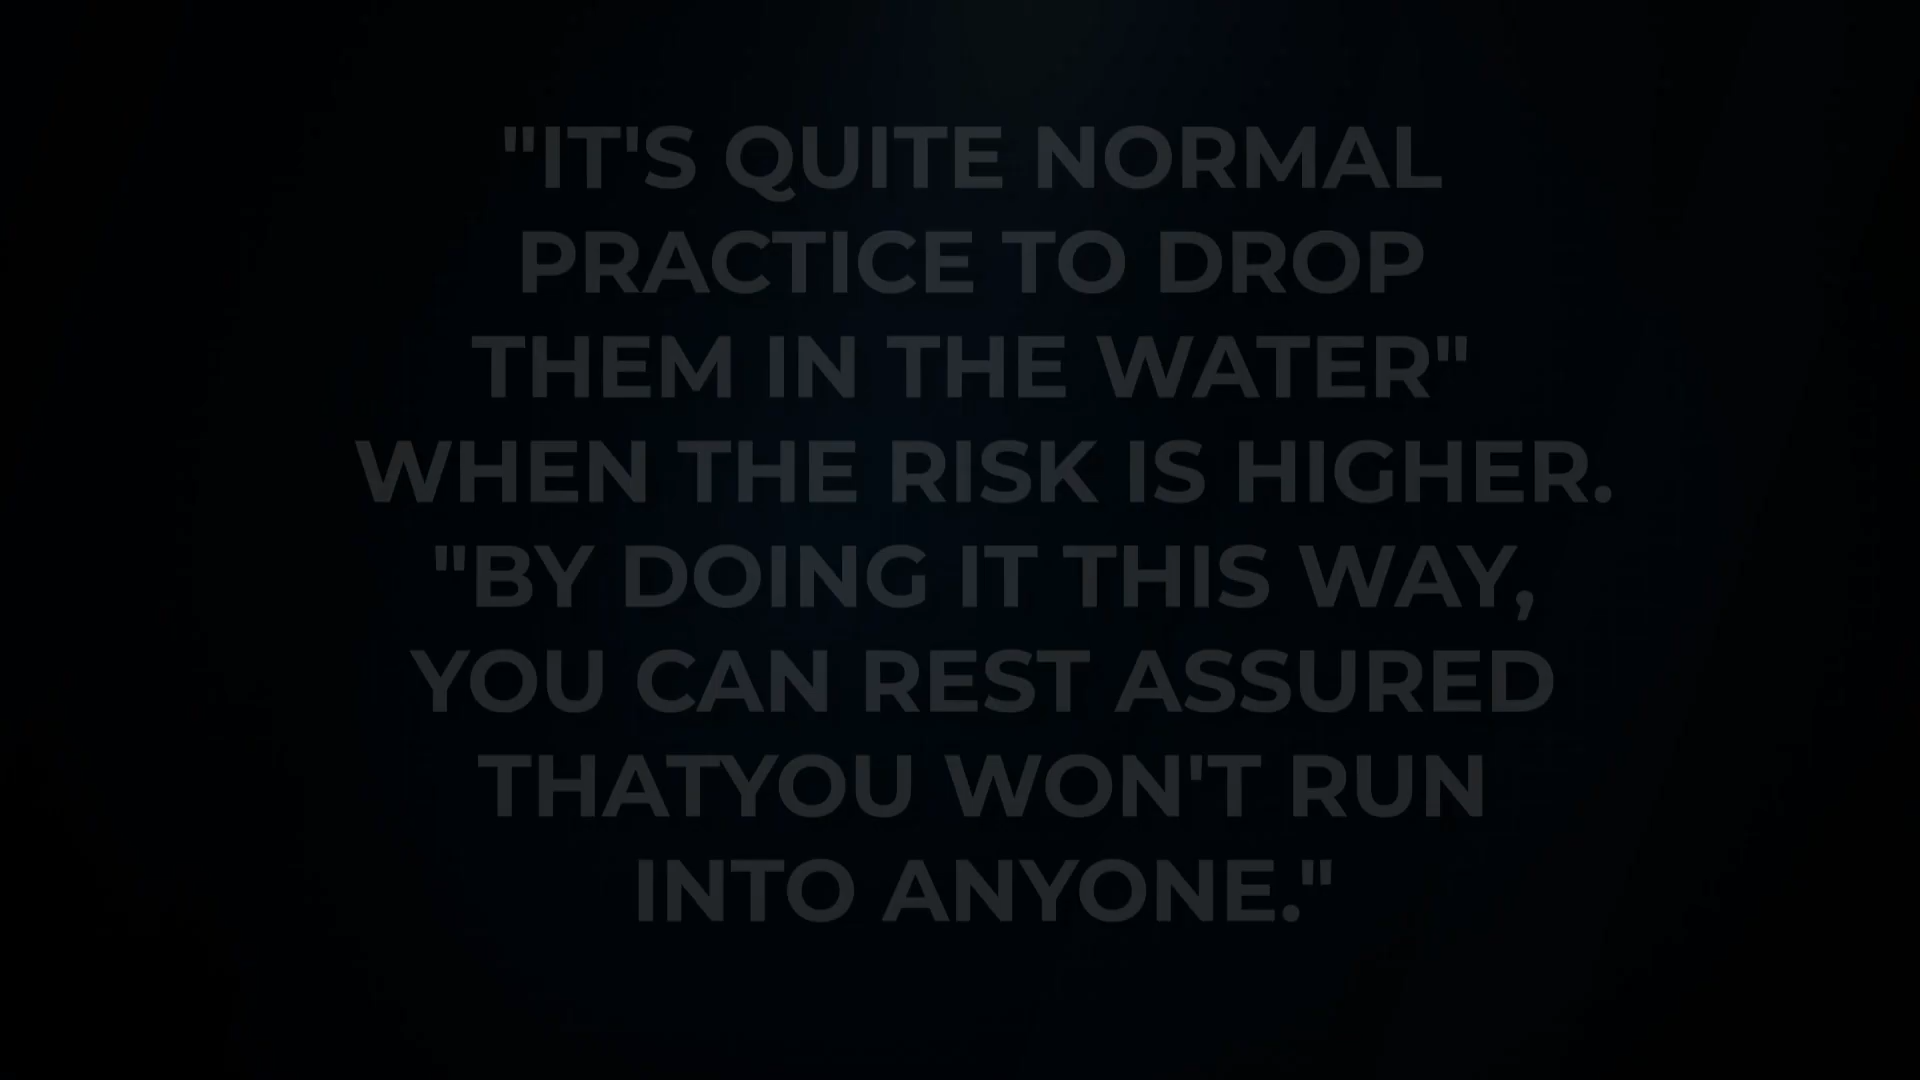 "IT'S QUITE NORMAL
PRACTICE TO DROP
THEM IN THE WATER"
WHEN THE RISK IS HIGHER.
"BY DOING IT THIS WAY,
YOU CAN REST ASSURED
THATYOU WON'T RUN
INTO ANYONE."